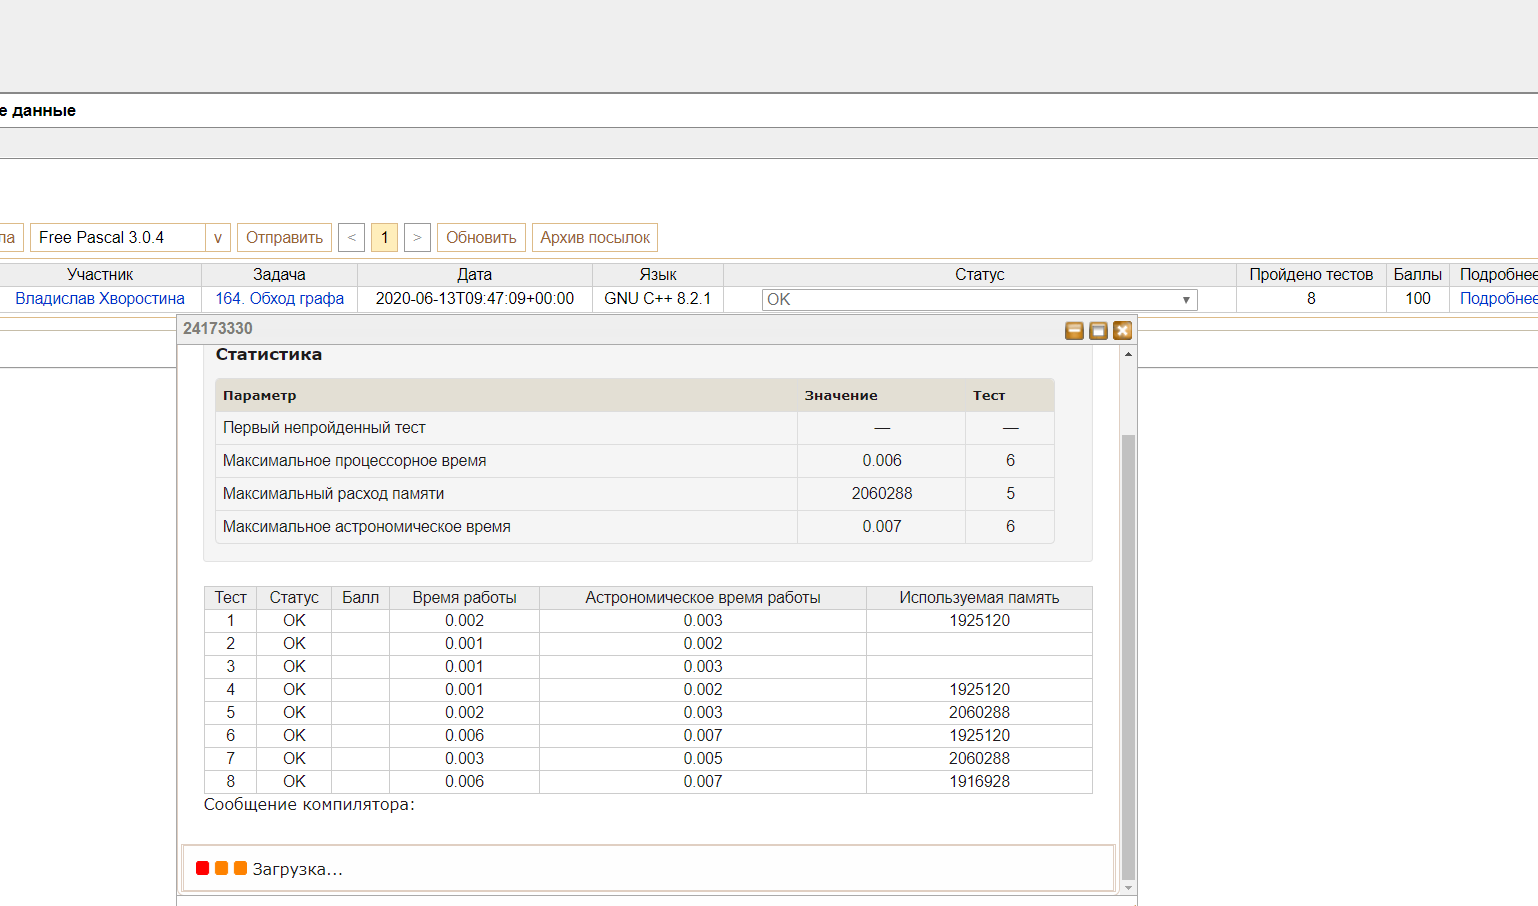 е данные
ла Free Pascal 3.0.4 v Отправить < 1 > Обновить Архив посылок
Участник Задача Дата Язык Статус Пройдено тестов Баллы Подробнее
Владислав Хворостина 164. Обход графа 2020-06-13T09:47:09+00:00 GNU C++ 8.2.1 OK 8 100 Подробнее
24173330
Статистика
Параметр Значение Тест
Первый непройденный тест — —
Максимальное процессорное время 0.006 6
Максимальный расход памяти 2060288 5
Максимальное астрономическое время 0.007 6
Тест Статус Балл Время работы Астрономическое время работы Используемая память
1 OK 0.002 0.003 1925120
2 OK 0.001 0.002
3 OK 0.001 0.003
4 OK 0.001 0.002 1925120
5 OK 0.002 0.003 2060288
6 OK 0.006 0.007 1925120
7 OK 0.003 0.005 2060288
8 OK 0.006 0.007 1916928
Сообщение компилятора:
Загрузка...